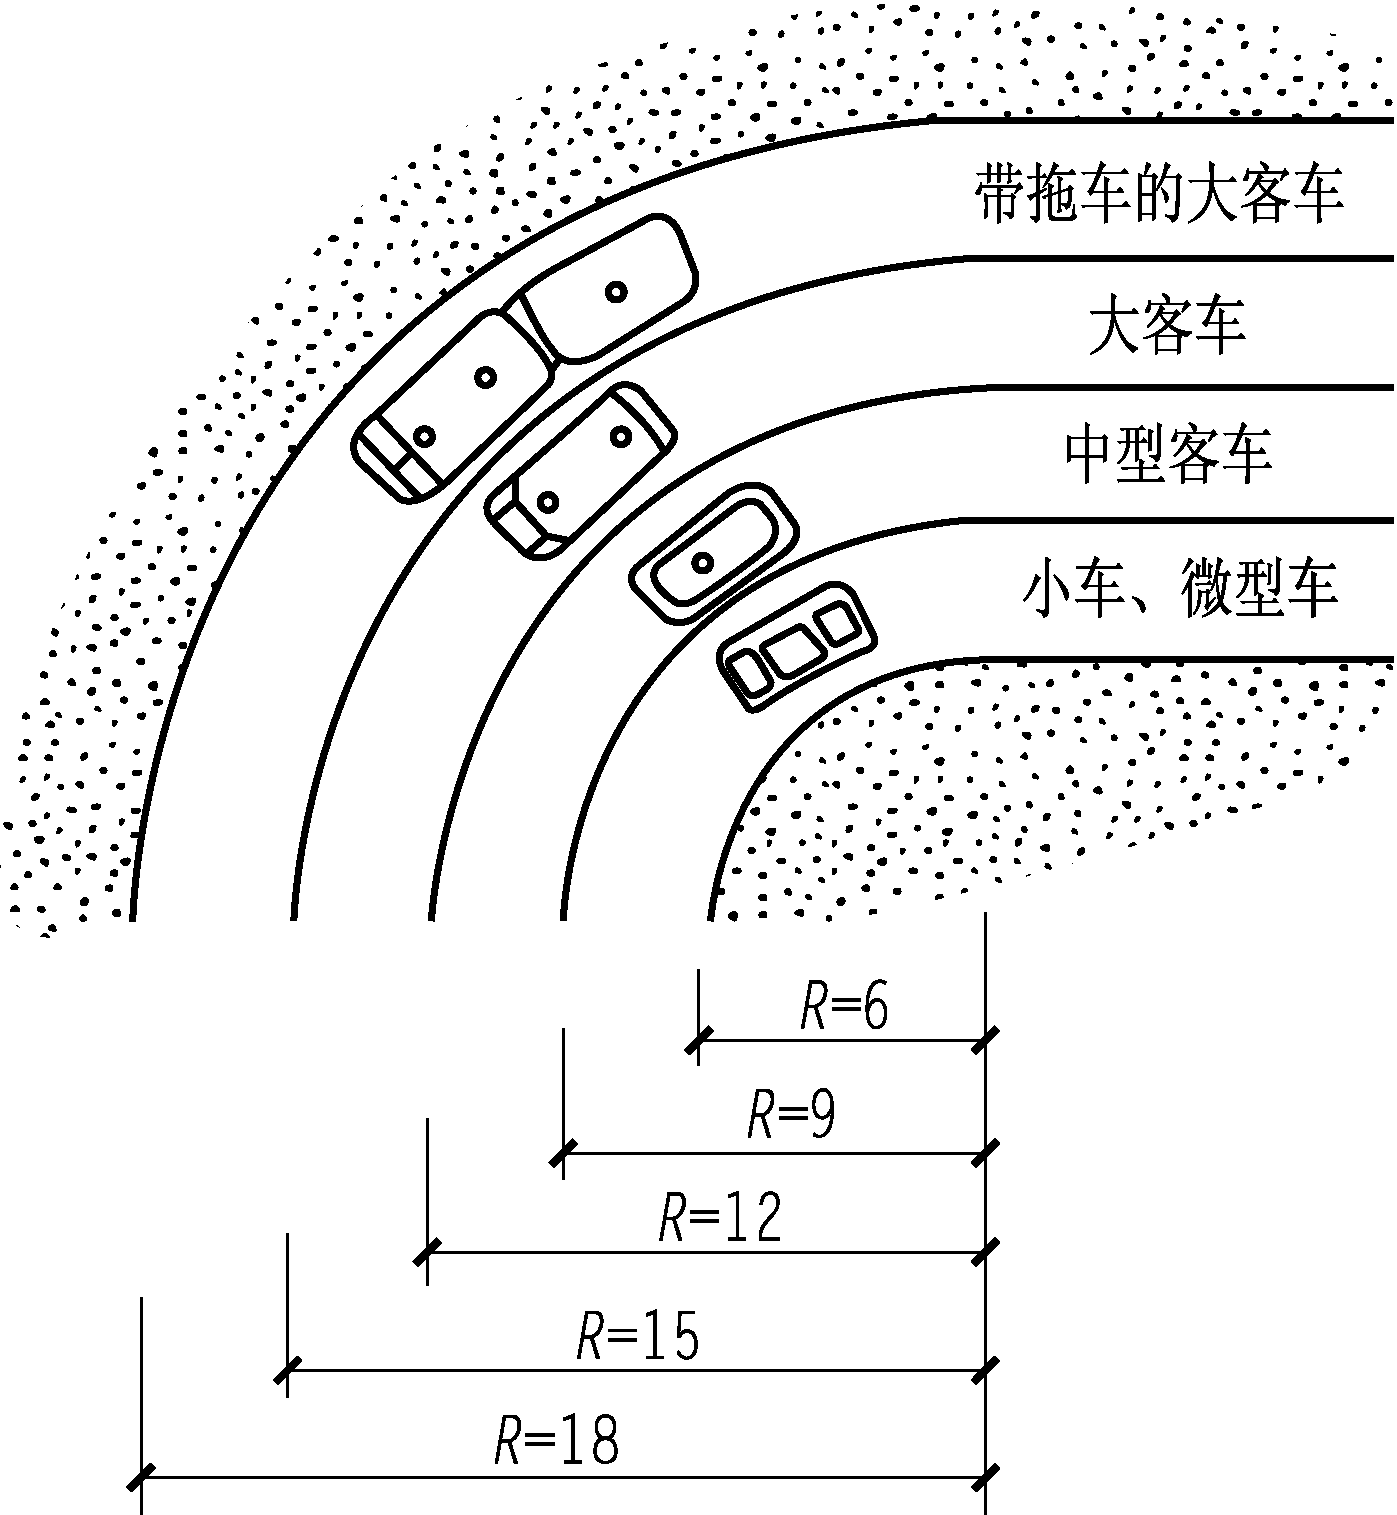 带拖车的大客车
大客车
中型客车
小车、微型车
R=6
R=9
R=12
R=15
R=18